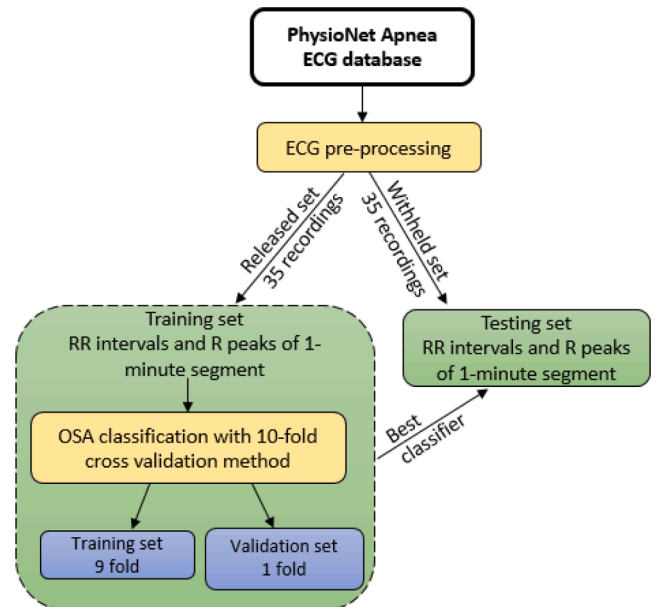 PhysioNet Apnea
ECG database
ECG pre-processing
Released set
35 recordings
Withheld set
35 recordings
Training set
RR intervals and R peaks of 1-
minute segment
Testing set
RR intervals and R peaks
of 1-minute segment
OSA classification with 10-fold
cross validation method
Best
classifier
Training set
9 fold
Validation set
1 fold